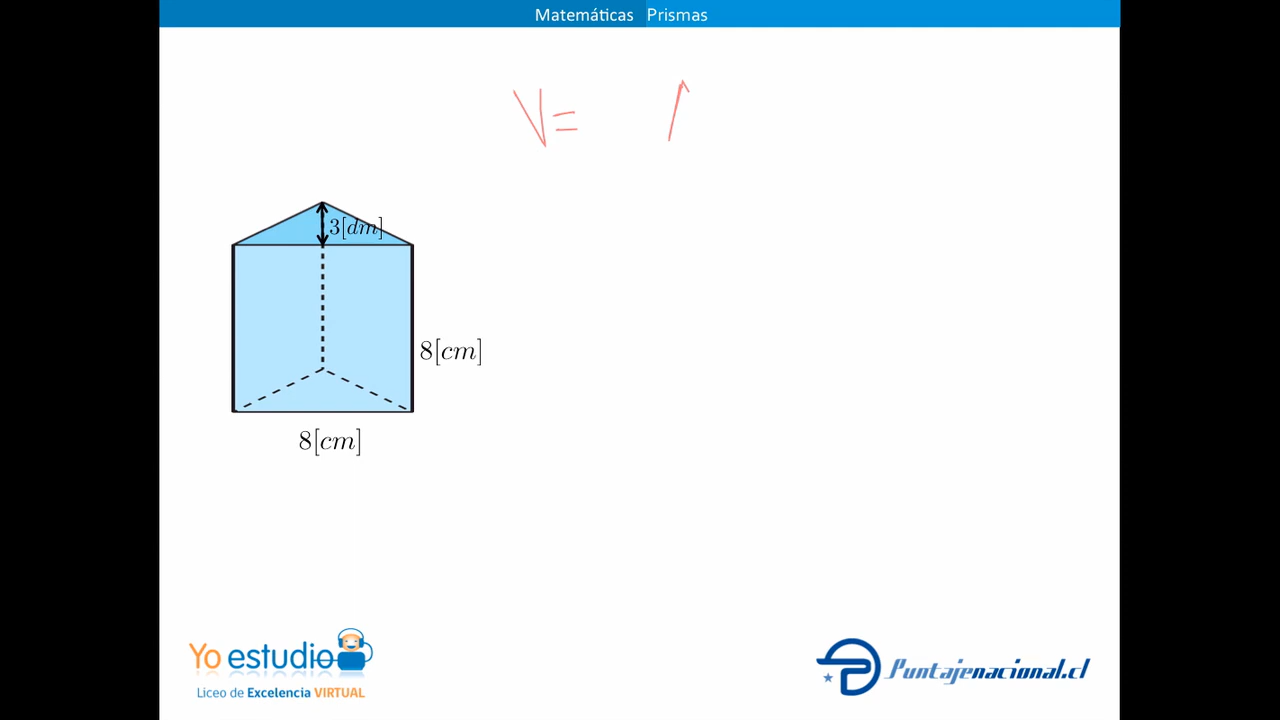 Matemáticas Prismas
V=
3[dm]
8[cm]
8[cm]
Yo estudio
Liceo de Excelencia VIRTUAL
Puntajenacional.cl